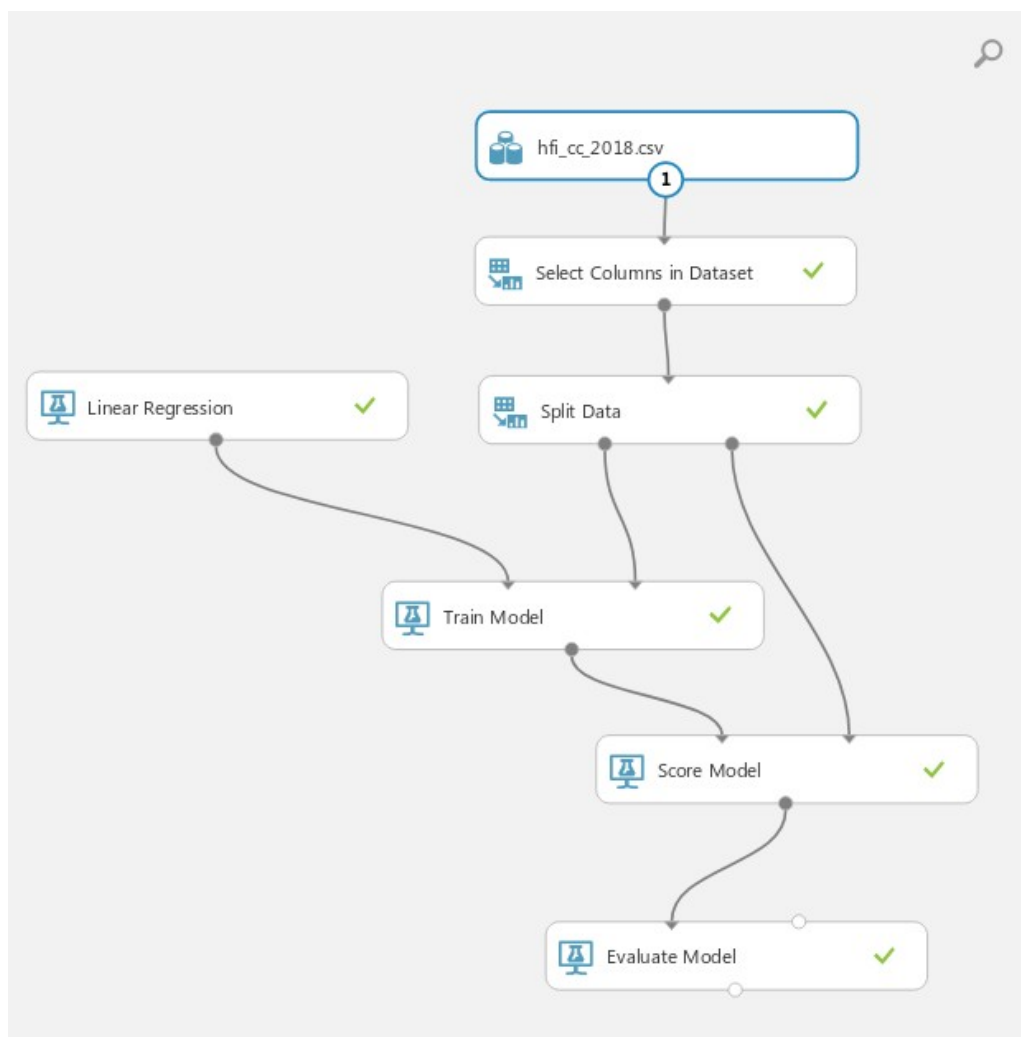 hfi_cc_2018.csv
1
Select Columns in Dataset
Linear Regression
Split Data
Train Model
Score Model
Evaluate Model